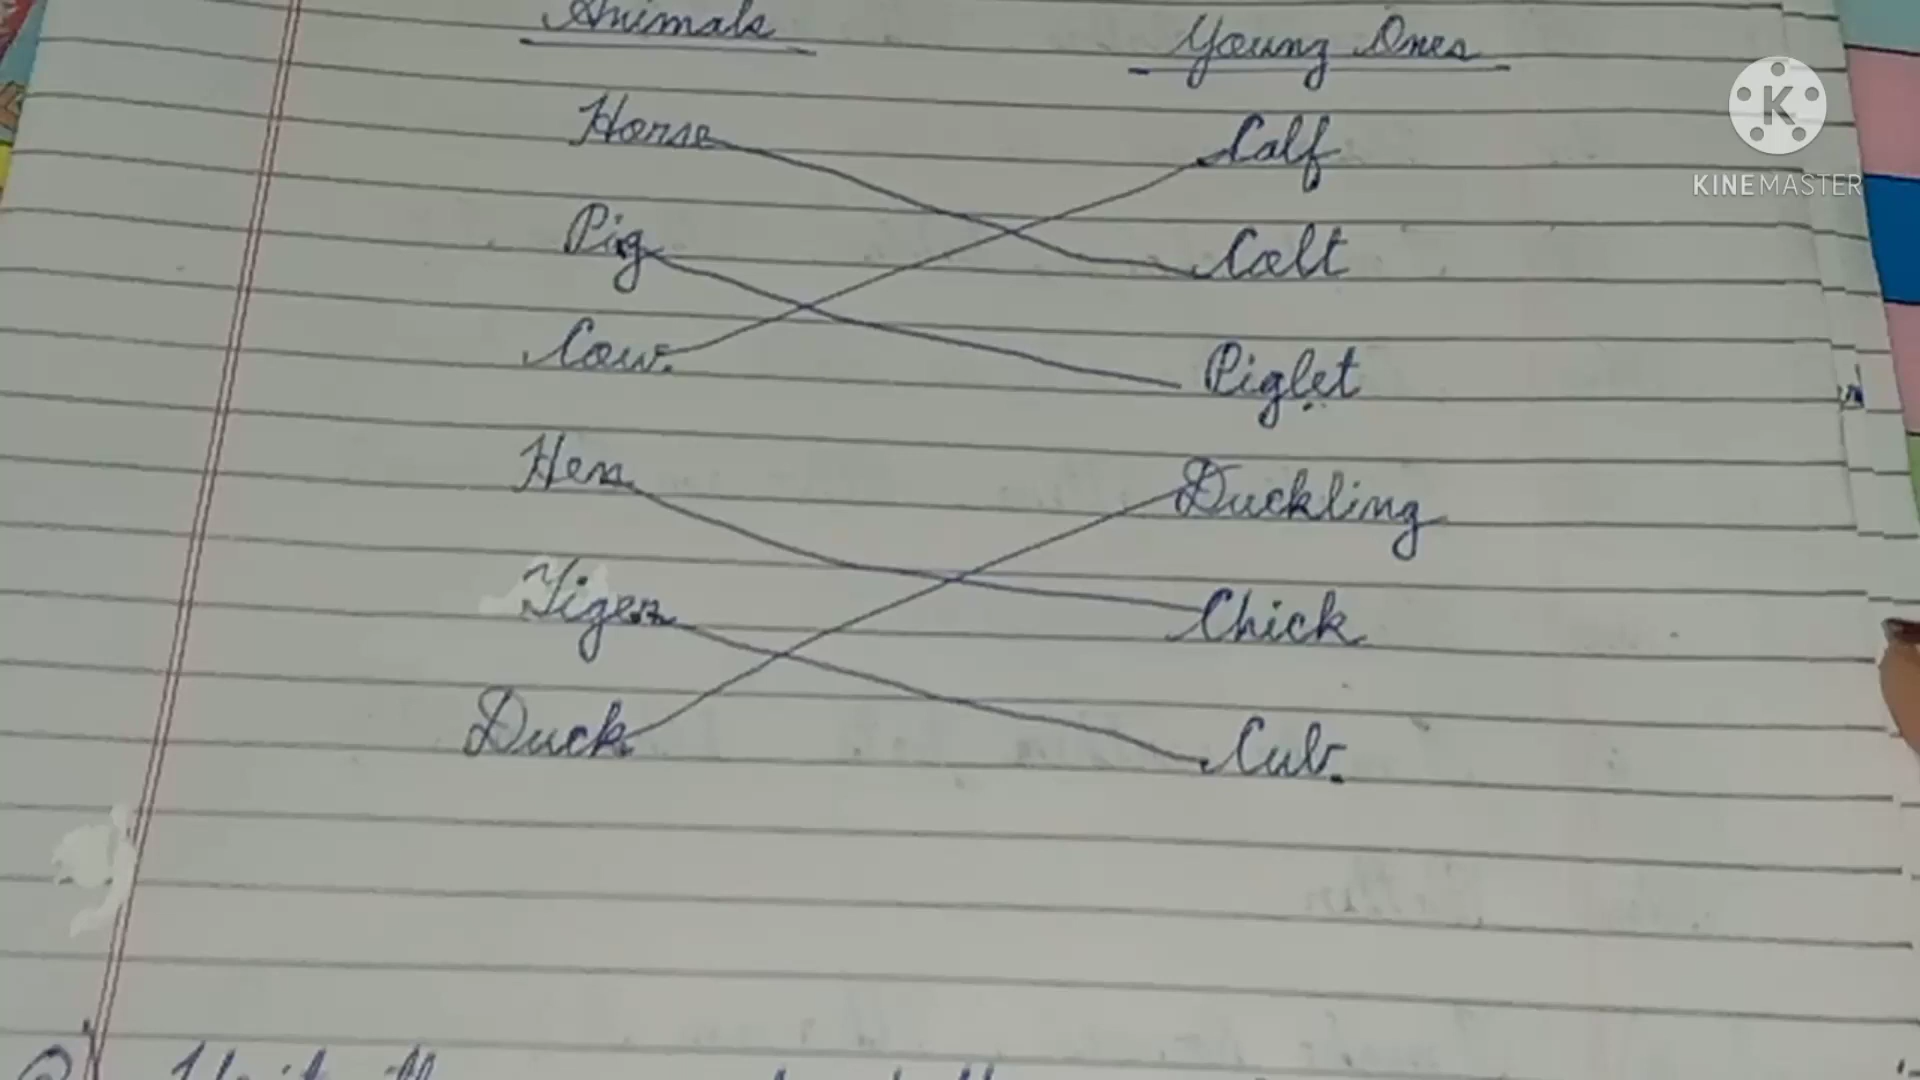 Animals Young Ones
Horse Calf
Pig Colt
Cow Piglet
Hen Duckling
Tiger Chick
Duck Cub
K
KINEMASTER